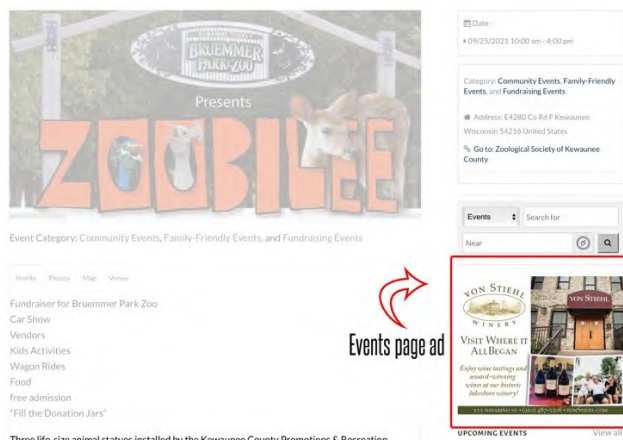 BRUEMMER
PARK-ZOO
Presents
ZOOBILEE
Event Category: Community Events, Family-Friendly Events, and Fundraising Events
Profile Photos Map Venue
Fundraiser for Bruemmer Park Zoo
Car Show
Vendors
Kids Activities
Wagon Rides
Food
free admission
"Fill the Donation Jars"
Three life-size animal statues installed by the Kewaunee County Promotions & Recreation
Date:
09/25/2021 10:00 am - 4:00 pm
Category: Community Events, Family-Friendly
Events, and Fundraising Events
Address: E4280 Co Rd F Kewaunee
Wisconsin 54216 United States
Go to: Zoological Society of Kewaunee
County
Events Search for
Near
Events page ad
VON STIEHL
WINERY
VISIT WHERE IT
ALL BEGAN
Enjoy wine tastings and
award-winning
wines at our historic
lakeshore winery!
VON STIEHL
UPCOMING EVENTS View all